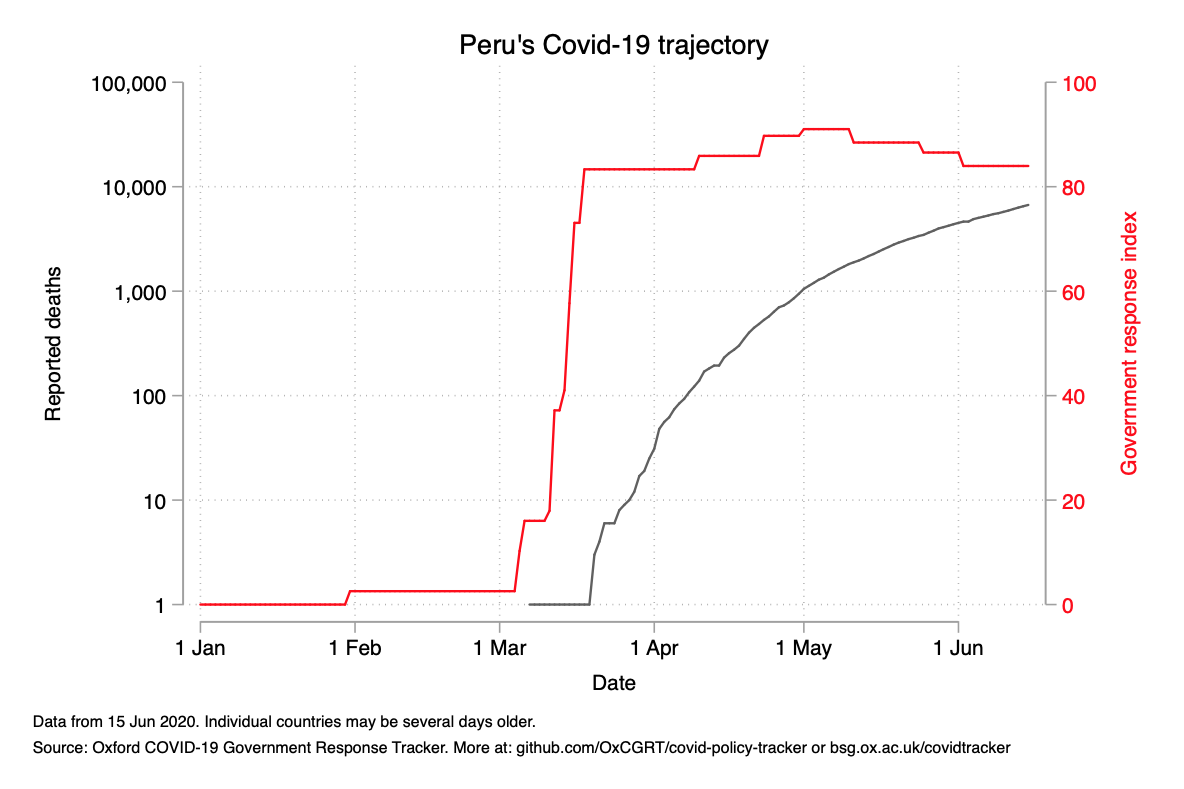 Peru's Covid-19 trajectory
100,000
10,000
1,000
100
10
1
Reported deaths
100
80
60
40
20
0
Government response index
1 Jan
1 Feb
1 Mar
1 Apr
1 May
1 Jun
Date
Data from 15 Jun 2020. Individual countries may be several days older.
Source: Oxford COVID-19 Government Response Tracker. More at: github.com/OxCGRT/covid-policy-tracker or bsg.ox.ac.uk/covidtracker